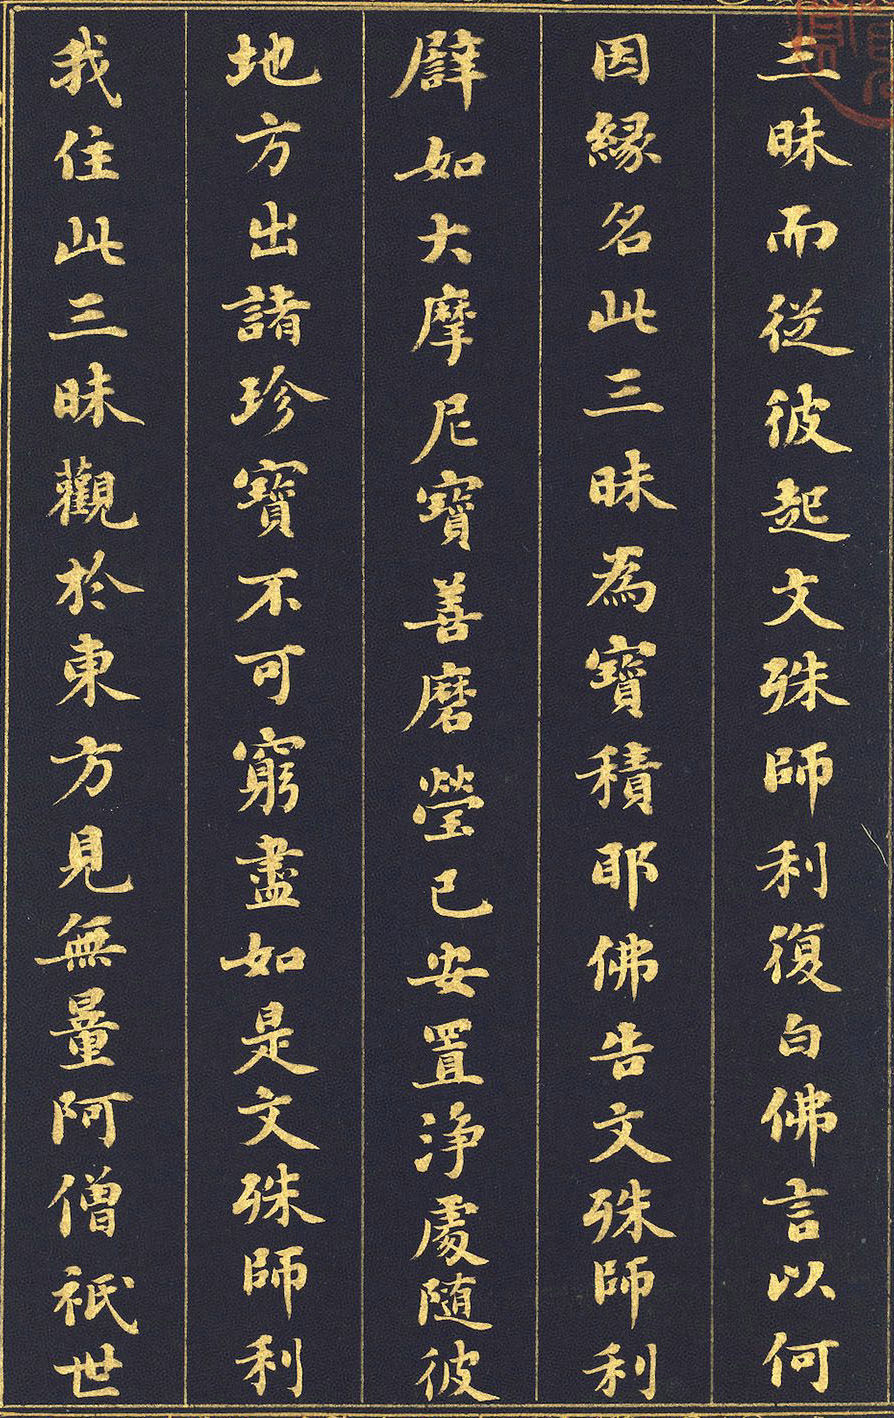 三昧而從彼起文殊師利復白佛言以何
因緣名此三昧為寶積耶佛告文殊師利
譬如大摩尼寶善磨瑩已安置淨處隨彼
地方出諸珍寶不可窮盡如是文殊師利
我住此三昧觀於東方見無量阿僧祇世